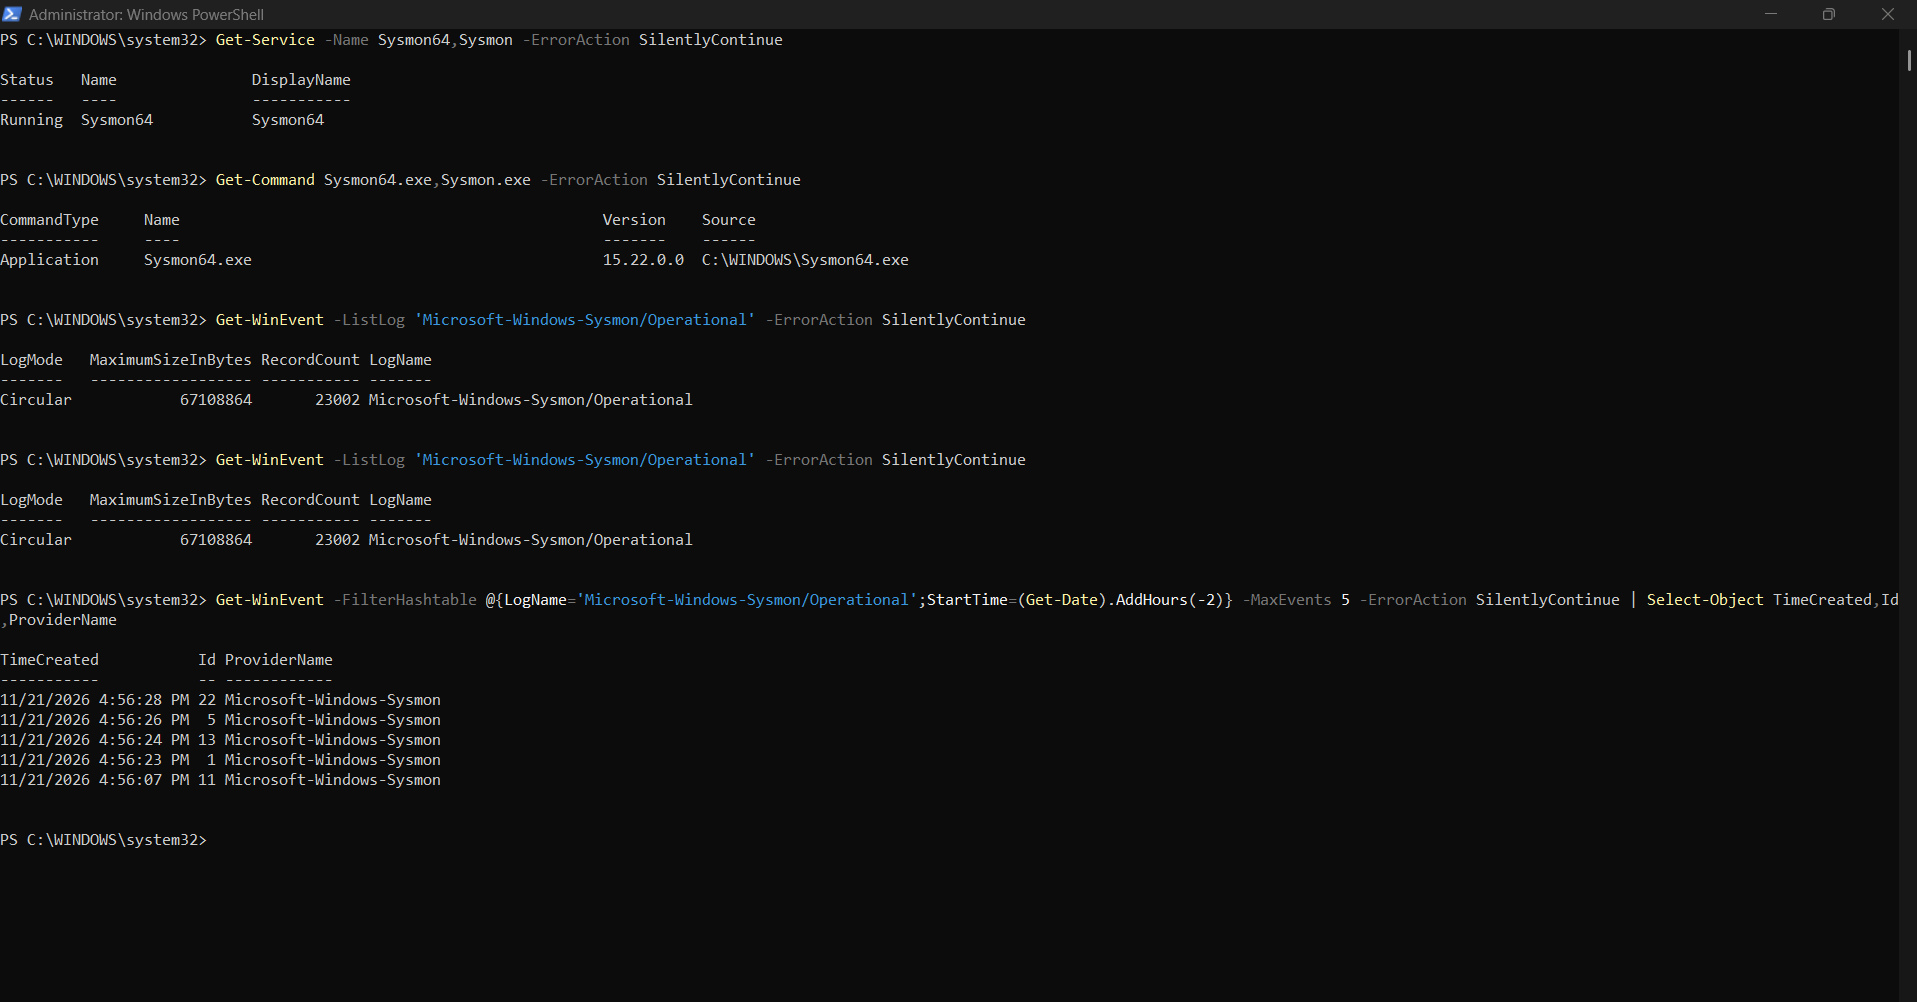 Administrator: Windows PowerShell
PS C:\WINDOWS\system32> Get-Service -Name Sysmon64,Sysmon -ErrorAction SilentlyContinue
Status   Name               DisplayName
------   ----               -----------
Running  Sysmon64           Sysmon64
PS C:\WINDOWS\system32> Get-Command Sysmon64.exe,Sysmon.exe -ErrorAction SilentlyContinue
CommandType     Name                                               Version    Source
-----------     ----                                               -------    ------
Application     Sysmon64.exe                                       15.22.0.0  C:\WINDOWS\Sysmon64.exe
PS C:\WINDOWS\system32> Get-WinEvent -ListLog 'Microsoft-Windows-Sysmon/Operational' -ErrorAction SilentlyContinue
LogMode   MaximumSizeInBytes RecordCount LogName
-------   ------------------ ----------- -------
Circular            67108864       23002 Microsoft-Windows-Sysmon/Operational
PS C:\WINDOWS\system32> Get-WinEvent -ListLog 'Microsoft-Windows-Sysmon/Operational' -ErrorAction SilentlyContinue
LogMode   MaximumSizeInBytes RecordCount LogName
-------   ------------------ ----------- -------
Circular            67108864       23002 Microsoft-Windows-Sysmon/Operational
PS C:\WINDOWS\system32> Get-WinEvent -FilterHashtable @{LogName='Microsoft-Windows-Sysmon/Operational';StartTime=(Get-Date).AddHours(-2)} -MaxEvents 5 -ErrorAction SilentlyContinue | Select-Object TimeCreated,Id
,ProviderName
TimeCreated           Id ProviderName
-----------           -- ------------
11/21/2026 4:56:28 PM 22 Microsoft-Windows-Sysmon
11/21/2026 4:56:26 PM  5 Microsoft-Windows-Sysmon
11/21/2026 4:56:24 PM 13 Microsoft-Windows-Sysmon
11/21/2026 4:56:23 PM  1 Microsoft-Windows-Sysmon
11/21/2026 4:56:07 PM 11 Microsoft-Windows-Sysmon
PS C:\WINDOWS\system32>